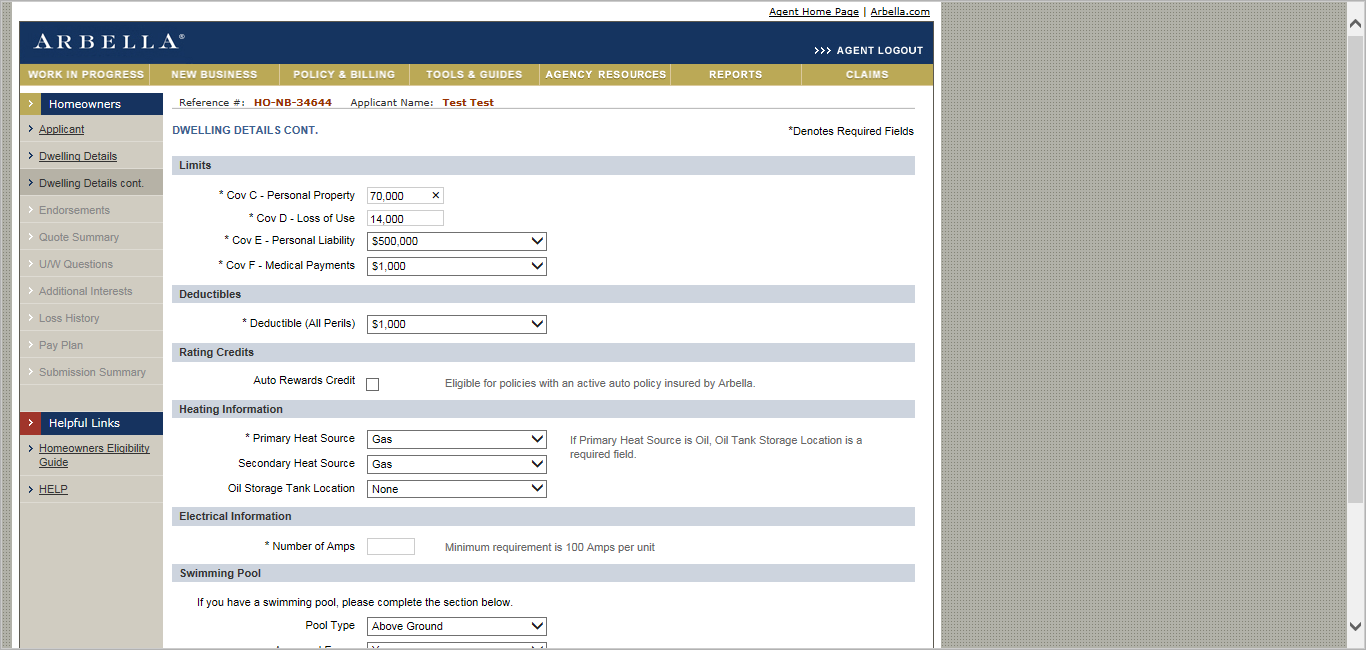 Agent Home Page | Arbella.com
ARBELLA®
>>> AGENT LOGOUT
WORK IN PROGRESS NEW BUSINESS POLICY & BILLING TOOLS & GUIDES AGENCY RESOURCES REPORTS CLAIMS
Homeowners
Applicant
Dwelling Details
Dwelling Details cont.
Endorsements
Quote Summary
U/W Questions
Additional Interests
Loss History
Pay Plan
Submission Summary
Helpful Links
Homeowners Eligibility
Guide
HELP
Reference #: HO-NB-34644 Applicant Name: Test Test
DWELLING DETAILS CONT.
*Denotes Required Fields
Limits
* Cov C - Personal Property 70,000
* Cov D - Loss of Use 14,000
* Cov E - Personal Liability $500,000
* Cov F - Medical Payments $1,000
Deductibles
* Deductible (All Perils) $1,000
Rating Credits
Auto Rewards Credit Eligible for policies with an active auto policy insured by Arbella.
Heating Information
* Primary Heat Source Gas If Primary Heat Source is Oil, Oil Tank Storage Location is a
required field.
Secondary Heat Source Gas
Oil Storage Tank Location None
Electrical Information
* Number of Amps Minimum requirement is 100 Amps per unit
Swimming Pool
If you have a swimming pool, please complete the section below.
Pool Type Above Ground